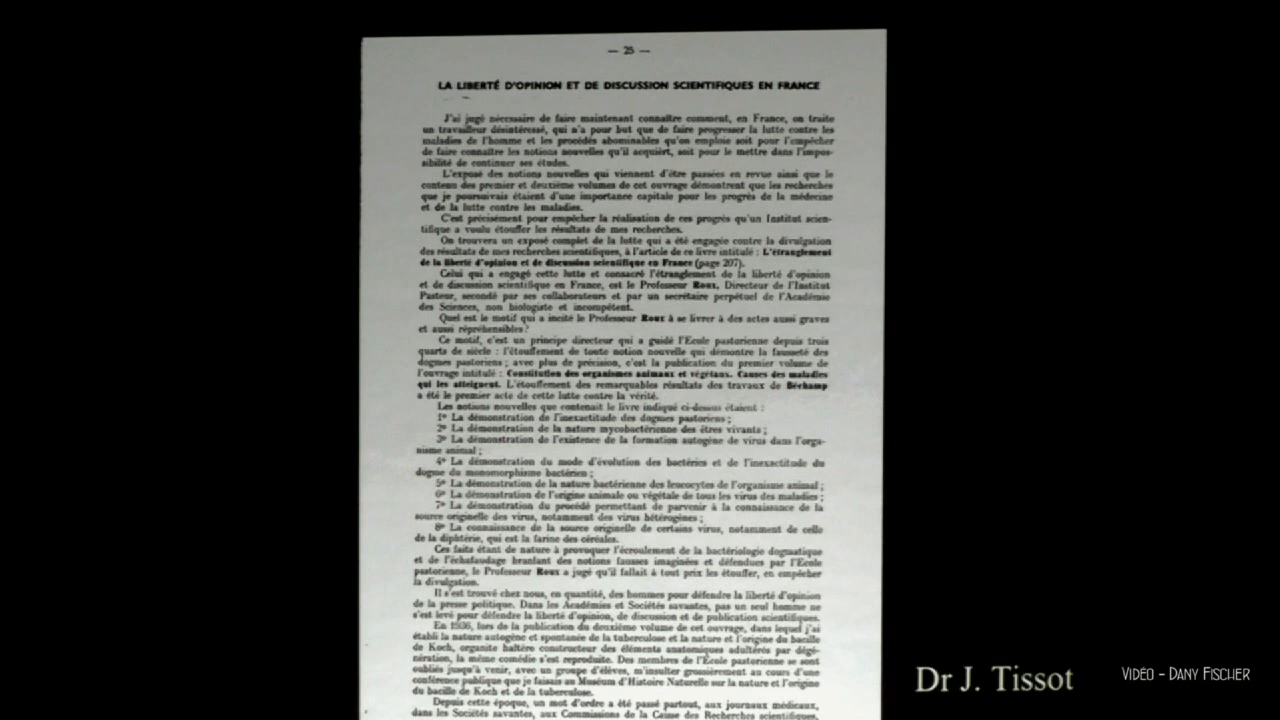 — 25 —
LA LIBERTÉ D'OPINION ET DE DISCUSSION SCIENTIFIQUES EN FRANCE
J'ai jugé nécessaire de faire maintenant connaître comment, en France, on traite
un travailleur désintéressé, qui n'a pour but que de faire progresser la lutte contre les
maladies de l'homme et les procédés abominables qu'on emploie soit pour l'empêcher
de faire connaître les notions nouvelles qu'il acquiert, soit pour le mettre dans l'impos-
sibilité de continuer ses études.
L'exposé des notions nouvelles qui viennent d'être passées en revue ainsi que le
contenu des premier et deuxième volumes de cet ouvrage démontrent que les recherches
que je poursuivais étaient d'une importance capitale pour les progrès de la médecine
et de la lutte contre les maladies.
C'est précisément pour empêcher la réalisation de ces progrès qu'un Institut scien-
tifique a voulu étouffer les résultats de mes recherches.
On trouvera un exposé complet de la lutte qui a été engagée contre la divulgation
des résultats de mes recherches scientifiques, à l'article de ce livre intitulé : L'étranglement
de la liberté d'opinion et de discussion scientifique en France (page 207).
Celui qui a engagé cette lutte et consacré l'étranglement de la liberté d'opinion
et de discussion scientifique en France, est le Professeur Roux, Directeur de l'Institut
Pasteur, secondé par ses collaborateurs et par un secrétaire perpétuel de l'Académie
des Sciences, non biologiste et incompétent.
Quel est le motif qui a incité le Professeur Roux à se livrer à des actes aussi graves
et aussi répréhensibles ?
Ce motif, c'est un principe directeur qui a guidé l'Ecole pastorienne depuis trois
quarts de siècle : l'étouffement de toute notion nouvelle qui démontre la fausseté des
dogmes pastoriens ; avec plus de précision, c'est la publication du premier volume de
l'ouvrage intitulé : Constitution des organismes animaux et végétaux. Causes des maladies
qui les atteignent. L'étouffement des remarquables résultats des travaux de Béchamp
a été le premier acte de cette lutte contre la vérité.
Les notions nouvelles que contenait le livre indiqué ci-dessus étaient :
1° La démonstration de l'inexactitude des dogmes pastoriens ;
2° La démonstration de la nature mycobactérienne des êtres vivants ;
3° La démonstration de l'existence de la formation autogène de virus dans l'orga-
nisme animal ;
4° La démonstration du mode d'évolution des bactéries et de l'inexactitude du
dogme du monomorphisme bactérien ;
5° La démonstration de la nature bactérienne des leucocytes de l'organisme animal ;
6° La démonstration de l'origine animale ou végétale de tous les virus des maladies ;
7° La démonstration du procédé permettant de parvenir à la connaissance de la
source originelle des virus, notamment des virus hétérogènes ;
8° La connaissance de la source originelle de certains virus, notamment de celle
de la diphtérie, qui est la farine des céréales.
Ces faits étant de nature à provoquer l'écroulement de la bactériologie dogmatique
et de l'échafaudage branlant des notions fausses imaginées et défendues par l'Ecole
pastorienne, le Professeur Roux a jugé qu'il fallait à tout prix les étouffer, en empêcher
la divulgation.
Il s'est trouvé chez nous, en quantité, des hommes pour défendre la liberté d'opinion
de la presse politique. Dans les Académies et Sociétés savantes, pas un seul homme ne
s'est levé pour défendre la liberté d'opinion, de discussion et de publication scientifiques.
En 1936, lors de la publication du deuxième volume de cet ouvrage, dans lequel j'ai
établi la nature autogène et spontanée de la tuberculose et la nature et l'origine du bacille
de Koch, organite haltère constructeur des éléments anatomiques adultérés par dégé-
nération, la même comédie s'est reproduite. Des membres de l'Ecole pastorienne se sont
oubliés jusqu'à venir, avec un groupe d'élèves, m'insulter grossièrement au cours d'une
conférence publique que je faisais au Muséum d'Histoire Naturelle sur la nature et l'origine
du bacille de Koch et de la tuberculose.
Depuis cette époque, un mot d'ordre a été passé partout, aux journaux médicaux,
dans les Sociétés savantes, aux Commissions de la Caisse des Recherches scientifiques,
Dr J. Tissot
VIDÉO - DANY FISCHER